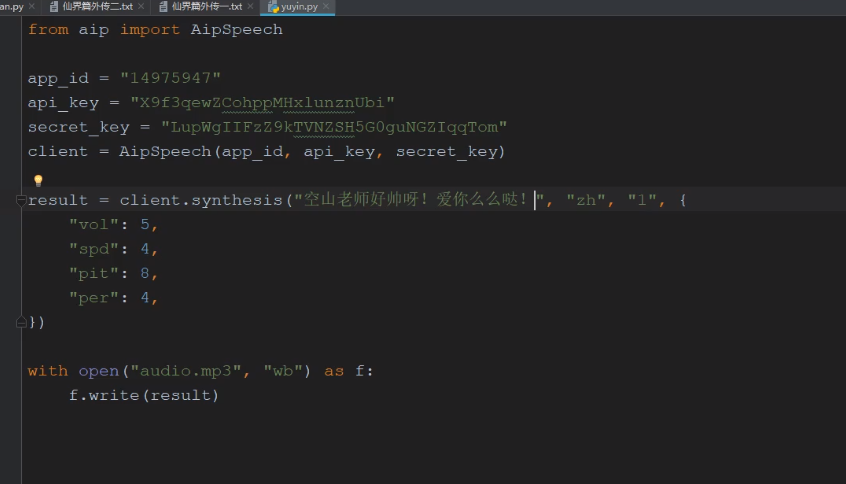 an.py 仙界篇外传二.txt 仙界篇外传一.txt yuyin.py
from aip import AipSpeech
app_id = "14975947"
api_key = "X9f3qewZCohppMHxlunznUbi"
secret_key = "LupWgIIFzZ9kTVNZSH5G0guNGZIqqTom"
client = AipSpeech(app_id, api_key, secret_key)
result = client.synthesis("空山老师好帅呀！爱你么么哒！", "zh", "1", {
"vol": 5,
"spd": 4,
"pit": 8,
"per": 4,
})
with open("audio.mp3", "wb") as f:
f.write(result)